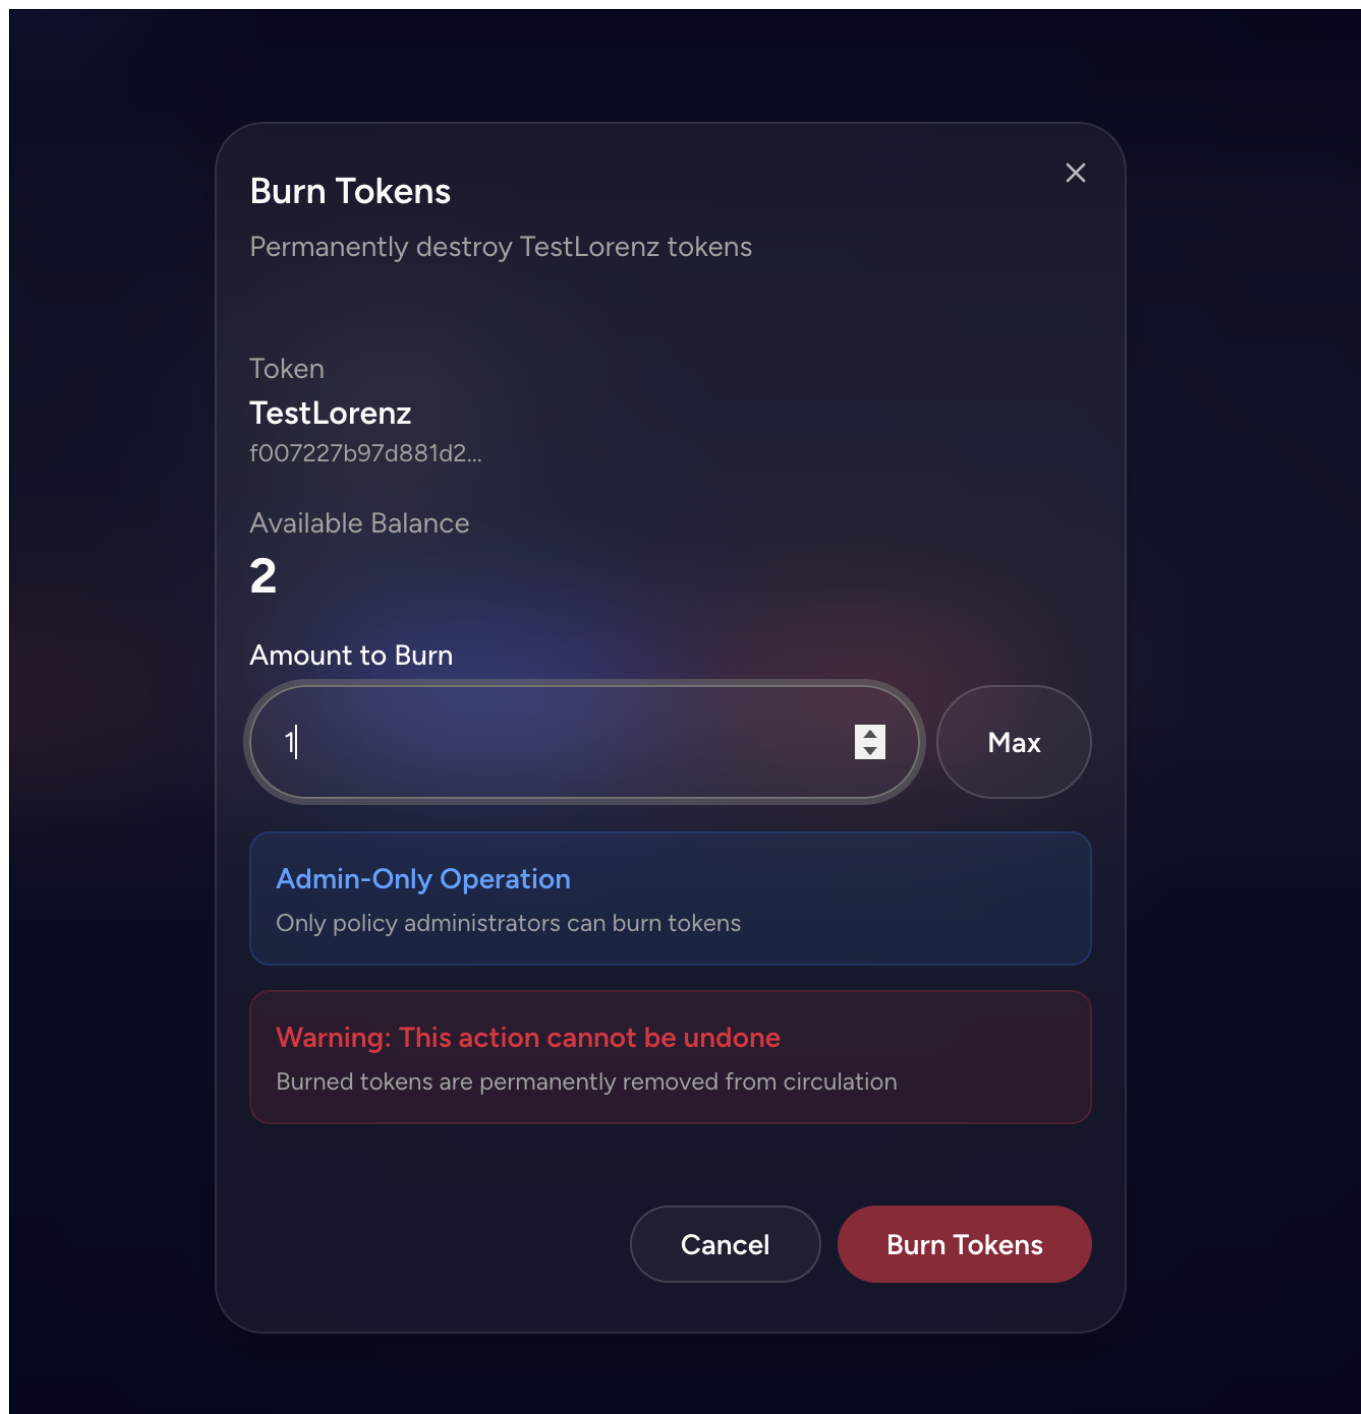 Burn Tokens
Permanently destroy TestLorenz tokens
Token
TestLorenz
f007227b97d881d2...
Available Balance
2
Amount to Burn
1
Max
Admin-Only Operation
Only policy administrators can burn tokens
Warning: This action cannot be undone
Burned tokens are permanently removed from circulation
Cancel
Burn Tokens